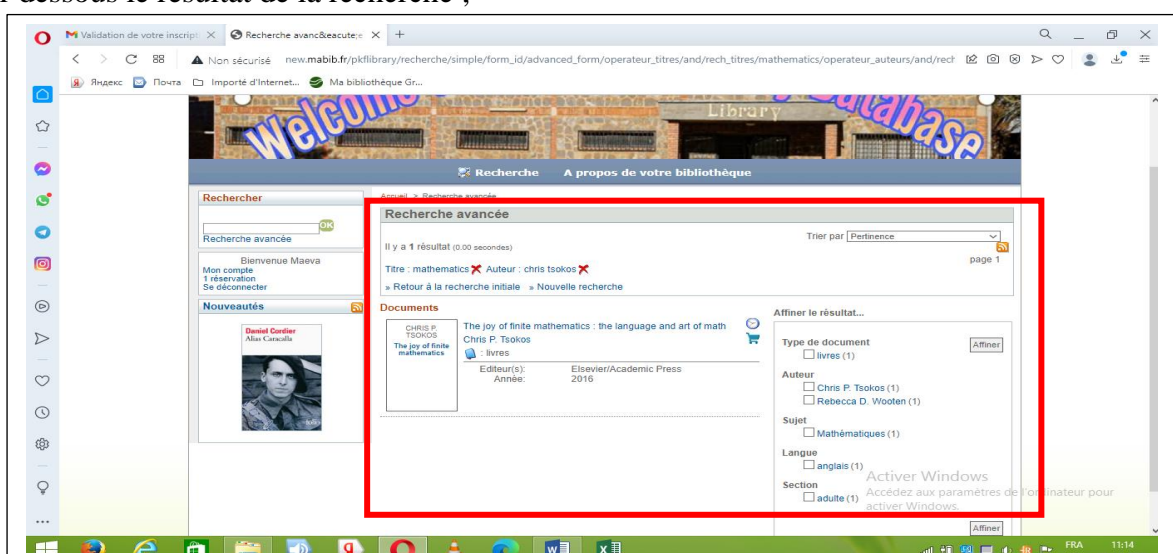 M Validation de votre inscript
Recherche avanc&eacute;e
Non sécurisé new.mabib.fr/pkflibrary/recherche/simple/form_id/advanced_form/operateur_titres/and/rech_titres/mathematics/operateur_auteurs/and/rech
Яндекс Почта Importé d'Internet... Ma bibliothèque Gr...
Welcome
Library
Database
Recherche A propos de votre bibliothèque
Rechercher
OK
Recherche avancée
Bienvenue Maeva
Mon compte
1 réservation
Se déconnecter
Nouveautés
Daniel Cordier
Alias Caracalla
Accueil > Recherche avancée
Recherche avancée
Il y a 1 résultat (0.00 secondes)
Trier par Pertinence
page 1
Titre : mathematics Auteur : chris tsokos
» Retour à la recherche initiale » Nouvelle recherche
Documents
CHRIS P.
TSOKOS
The joy of finite
mathematics
The joy of finite mathematics : the language and art of math
Chris P. Tsokos
: livres
Editeur(s): Elsevier/Academic Press
Année: 2016
Affiner le résultat...
Type de document
Affiner
livres (1)
Auteur
Chris P. Tsokos (1)
Rebecca D. Wooten (1)
Sujet
Mathématiques (1)
Langue
anglais (1)
Section
adulte (1)
Affiner
Activer Windows
Accédez aux paramètres de l'ordinateur pour
activer Windows.
FRA 11:14